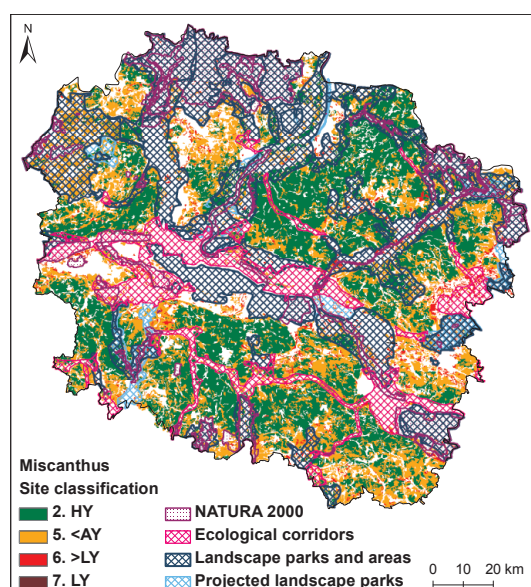 N
Miscanthus
Site classification
2. HY
5. <AY
6. >LY
7. LY
NATURA 2000
Ecological corridors
Landscape parks and areas
Projected landscape parks
0 10 20 km